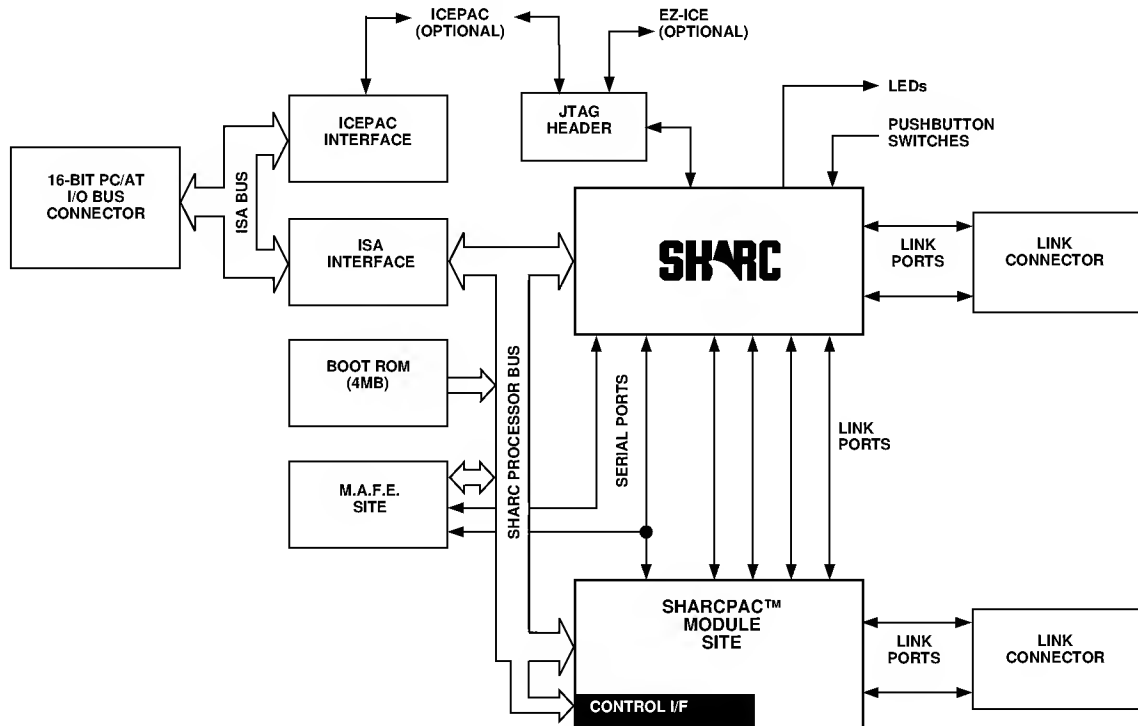 ICEPAC
(OPTIONAL)
EZ-ICE
(OPTIONAL)
LEDs
PUSHBUTTON
SWITCHES
ICEPAC
INTERFACE
JTAG
HEADER
16-BIT PC/AT
I/O BUS
CONNECTOR
ISA BUS
ISA
INTERFACE
SHARC
LINK
PORTS
LINK
CONNECTOR
BOOT ROM
(4MB)
SHARC PROCESSOR BUS
SERIAL PORTS
LINK
PORTS
M.A.F.E.
SITE
SHARCPAC™
MODULE
SITE
LINK
PORTS
LINK
CONNECTOR
CONTROL I/F